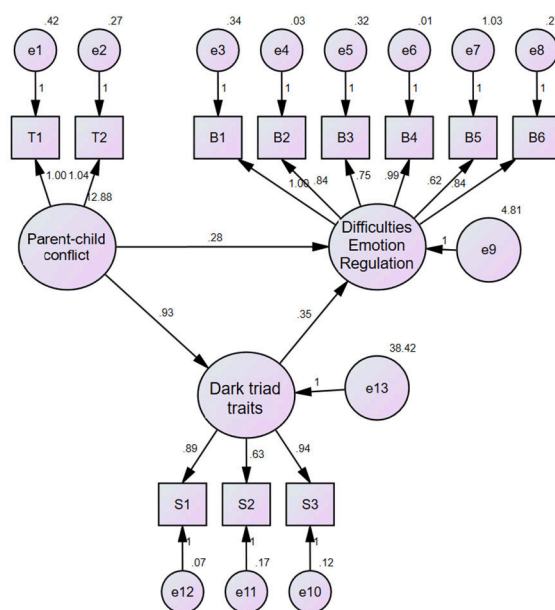 .42 .27 .34 .03 .32 .01 1.03 .2
e1 e2 e3 e4 e5 e6 e7 e8
1 1 1 1 1 1 1 1
T1 T2 B1 B2 B3 B4 B5 B6
1.00 1.04 1.00 .84 .75 .99 .62 .84
12.88
4.81
Parent-child
conflict
.28
Difficulties
Emotion
Regulation
1
e9
.93 .35
38.42
Dark triad
traits
1
e13
.89 .63 .94
S1 S2 S3
1 1 1
.07 .17 .12
e12 e11 e10